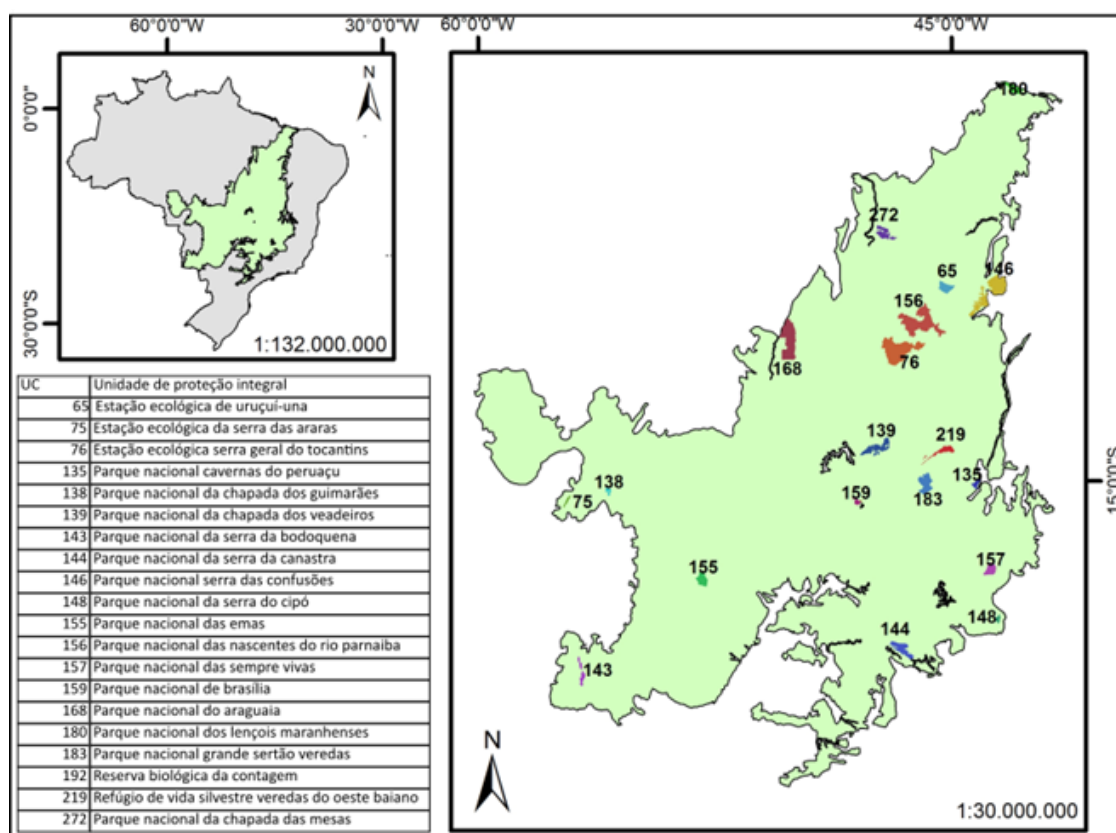 60°0'0"W
30°0'0"W
N
0°0'0"
30°0'0"S
1:132.000.000
UC Unidade de proteção integral
65 Estação ecológica de uruçuí-una
75 Estação ecológica da serra das araras
76 Estação ecológica serra geral do tocantins
135 Parque nacional cavernas do peruaçu
138 Parque nacional da chapada dos guimarães
139 Parque nacional da chapada dos veadeiros
143 Parque nacional da serra da bodoquena
144 Parque nacional da serra da canastra
146 Parque nacional serra das confusões
148 Parque nacional da serra do cipó
155 Parque nacional das emas
156 Parque nacional das nascentes do rio parnaiba
157 Parque nacional das sempre vivas
159 Parque nacional de brasília
168 Parque nacional do araguaia
180 Parque nacional dos lençois maranhenses
183 Parque nacional grande sertão veredas
192 Reserva biológica da contagem
219 Refúgio de vida silvestre veredas do oeste baiano
272 Parque nacional da chapada das mesas
60°0'0"W
45°0'0"W
180
272
65
146
156
76
168
139
219
138
75
159
183
135
15°0'0"S
155
157
148
144
143
N
1:30.000.000